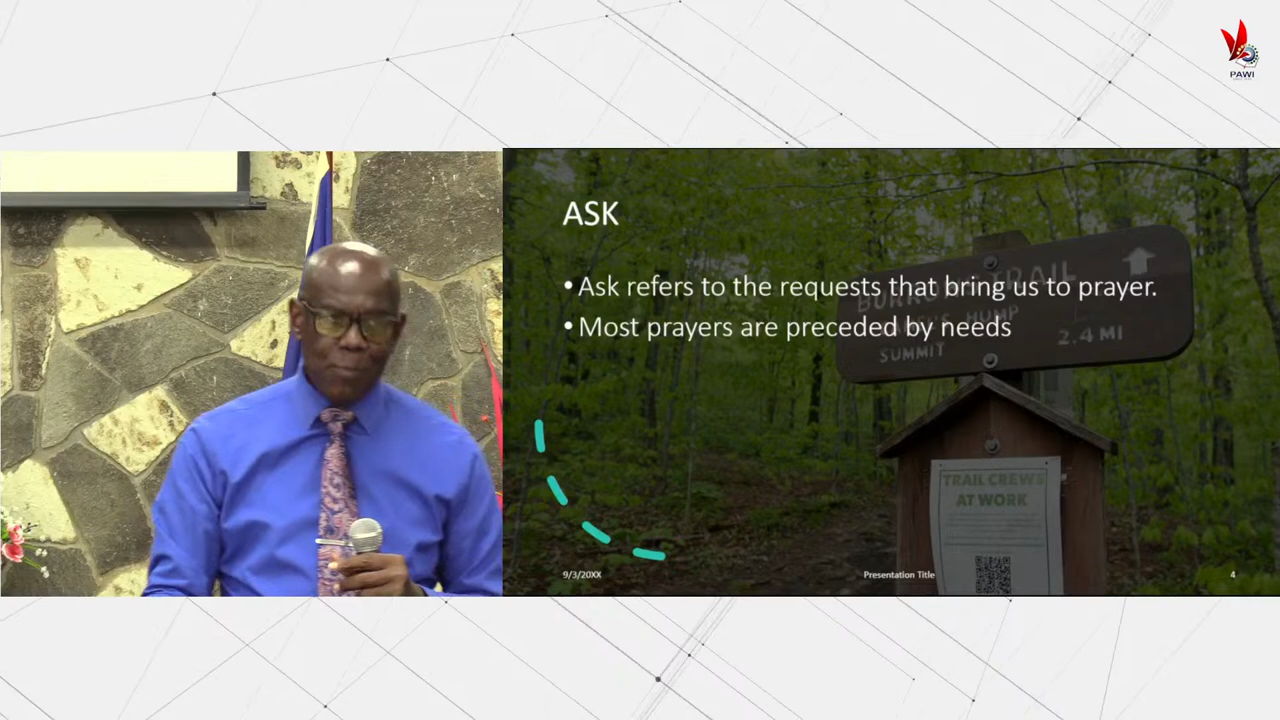 PAWI
ASK
• Ask refers to the requests that bring us to prayer.
• Most prayers are preceded by needs
TRAIL
HUMP
SUMMIT
2.4 MI
TRAIL CREWS
AT WORK
9/3/20XX
Presentation Title
4